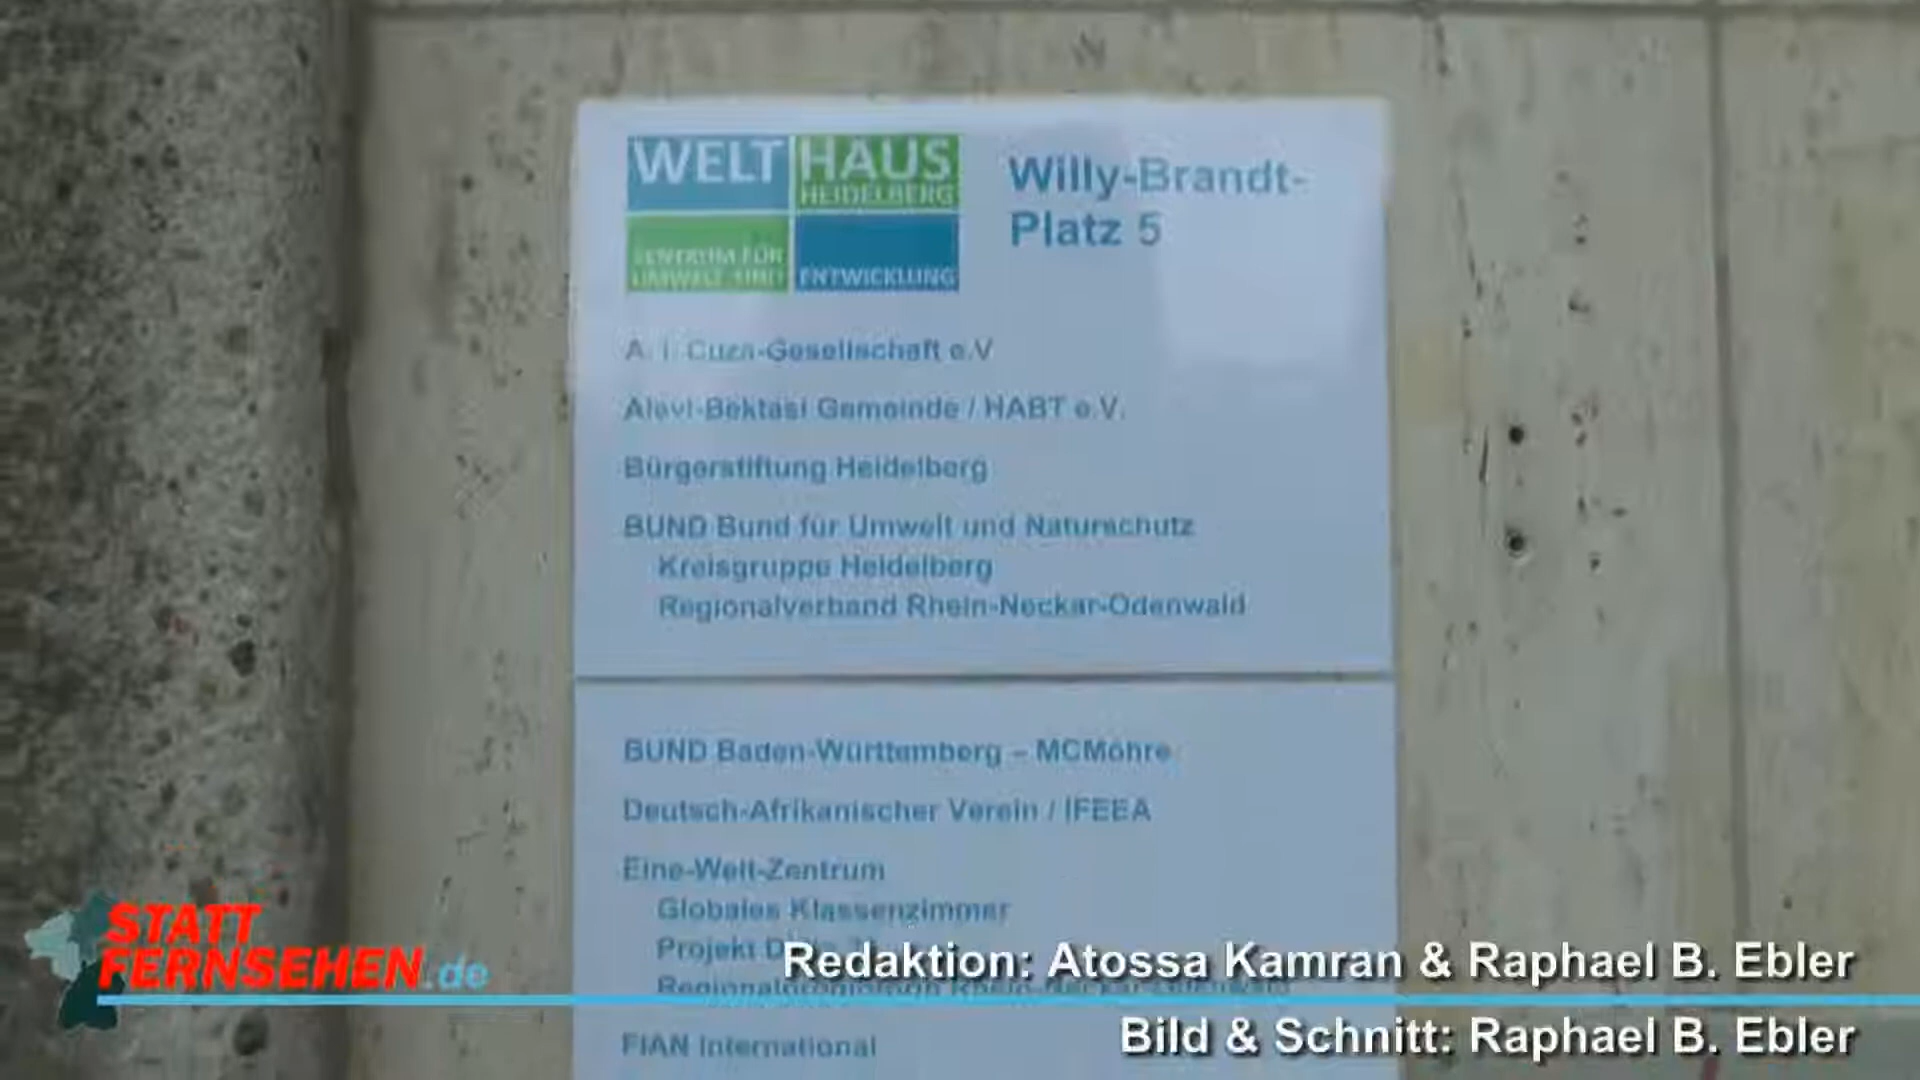 WELT HAUS
HEIDELBERG
ZENTRUM FÜR
UMWELT UND ENTWICKLUNG
Willy-Brandt-
Platz 5
A. I. Cuza-Gesellschaft e.V
Alevi-Bektasi Gemeinde / HABT e.V.
Bürgerstiftung Heidelberg
BUND Bund für Umwelt und Naturschutz
Kreisgruppe Heidelberg
Regionalverband Rhein-Neckar-Odenwald
BUND Baden-Württemberg – MCMöhre
Deutsch-Afrikanischer Verein / IFEEA
Eine-Welt-Zentrum
Globales Klassenzimmer
Projekt
Rhein-Neckar-Odenwald
FIAN International
STATT
FERNSEHEN.de
Redaktion: Atossa Kamran & Raphael B. Ebler
Bild & Schnitt: Raphael B. Ebler